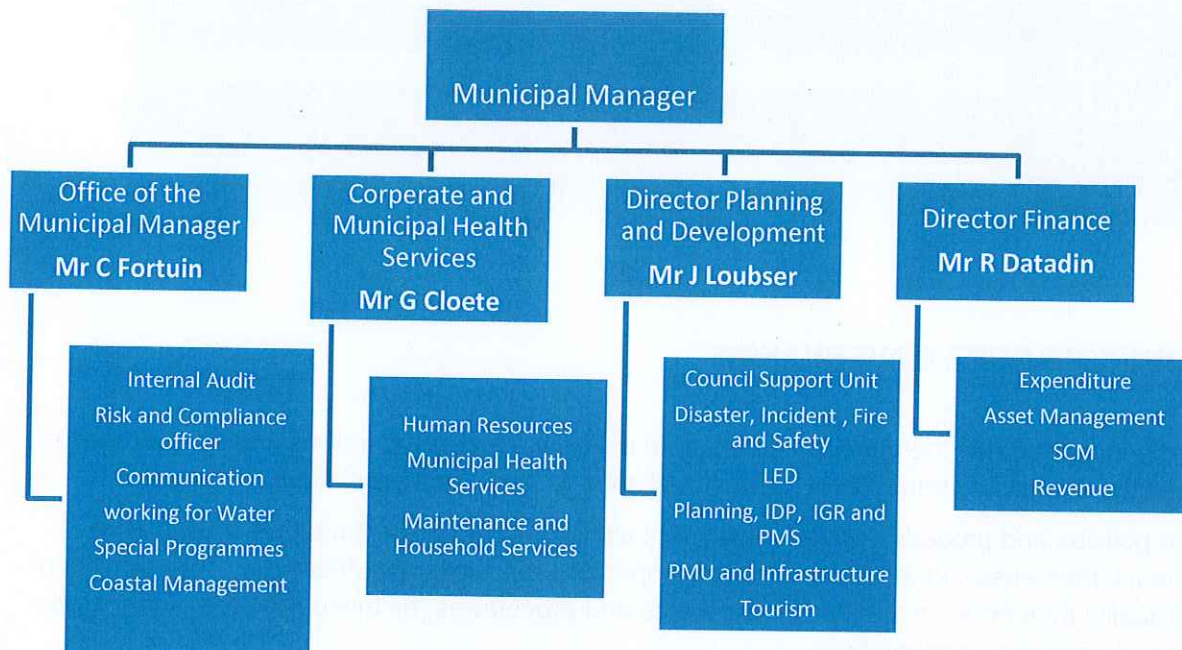 Municipal Manager
Office of the
Municipal Manager
Mr C Fortuin
Corperate and
Municipal Health
Services
Mr G Cloete
Director Planning
and Development
Mr J Loubser
Director Finance
Mr R Datadin
Internal Audit
Risk and Compliance
officer
Communication
working for Water
Special Programmes
Coastal Management
Human Resources
Municipal Health
Services
Maintenance and
Household Services
Council Support Unit
Disaster, Incident , Fire
and Safety
LED
Planning, IDP, IGR and
PMS
PMU and Infrastructure
Tourism
Expenditure
Asset Management
SCM
Revenue